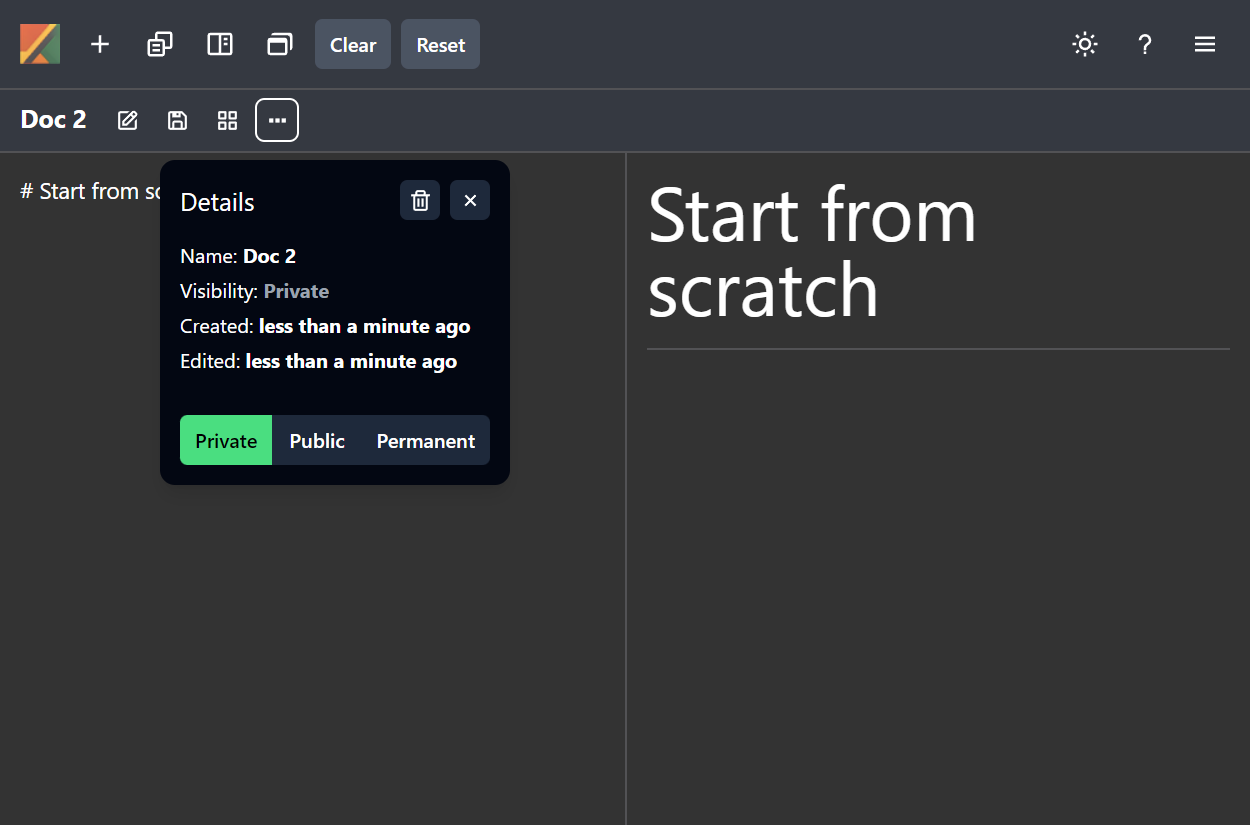 Clear Reset
Doc 2
# Start from
Details
Name: Doc 2
Visibility: Private
Created: less than a minute ago
Edited: less than a minute ago
Private Public Permanent
Start from
scratch